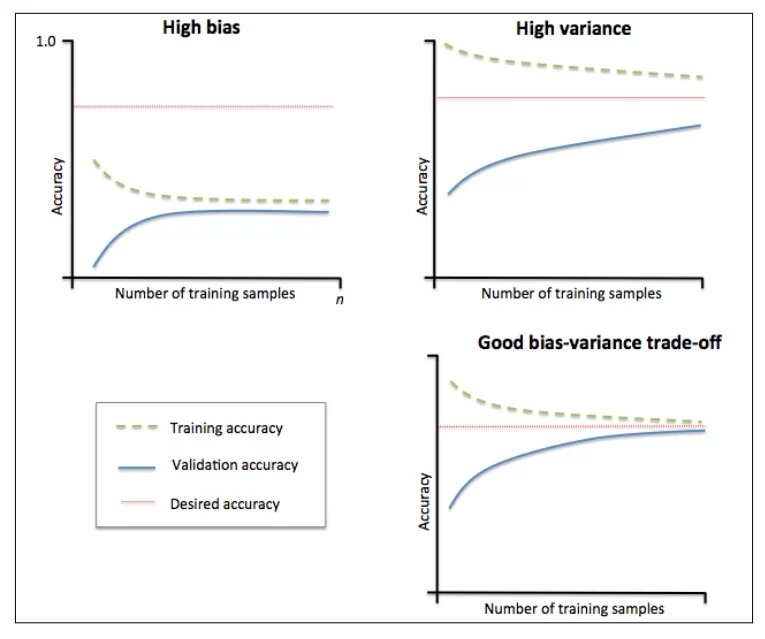 High bias
1.0
Accuracy
Number of training samples
n
High variance
Accuracy
Number of training samples
Good bias-variance trade-off
Accuracy
Number of training samples
Training accuracy
Validation accuracy
Desired accuracy